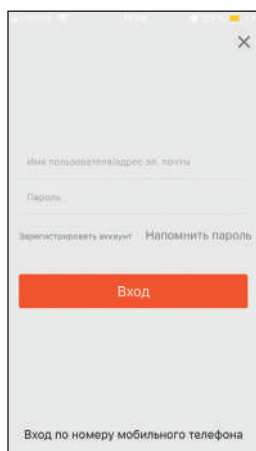 Имя пользователя/адрес эл. почты
Пароль
Зарегистрировать аккаунт Напомнить пароль
Вход
Вход по номеру мобильного телефона